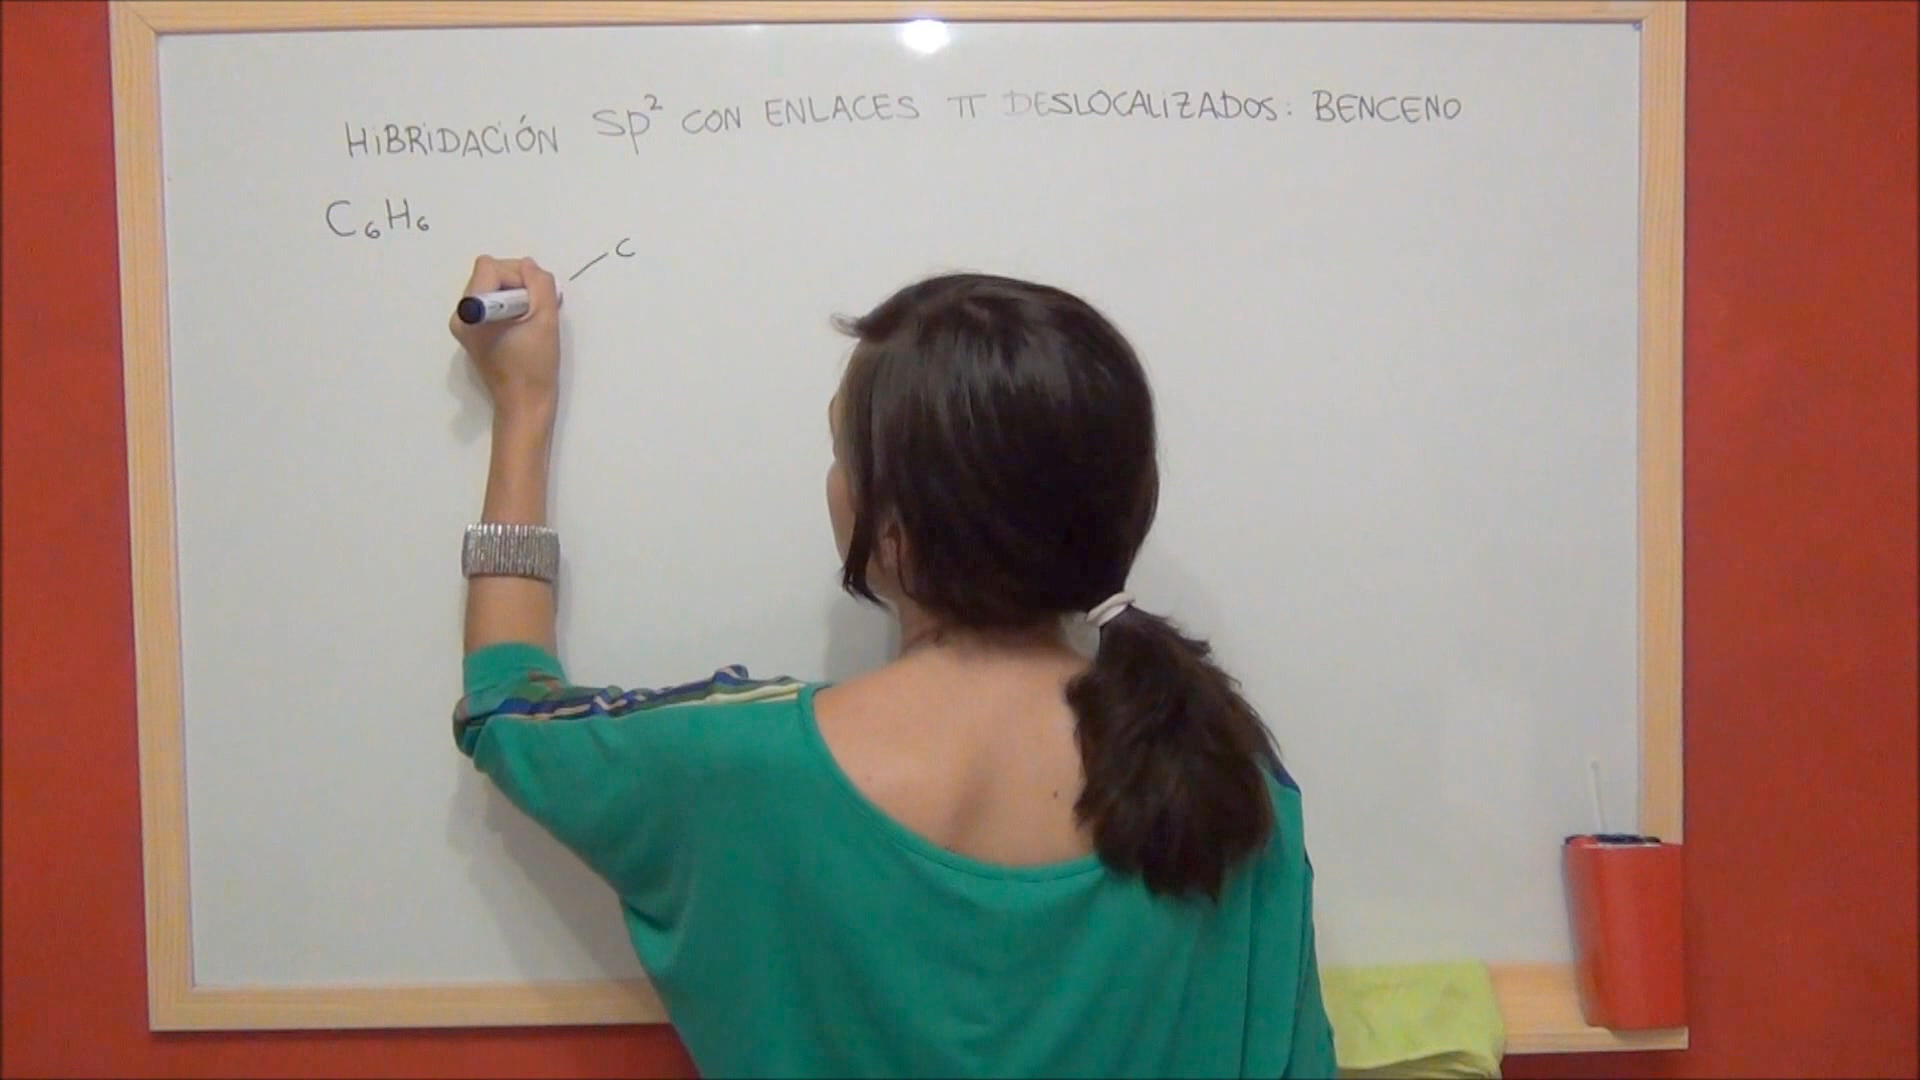 HiBRiDACiÓN SP² CON ENLACES π DESLOCALiZADOS: BENCENO
C₆H₆
C